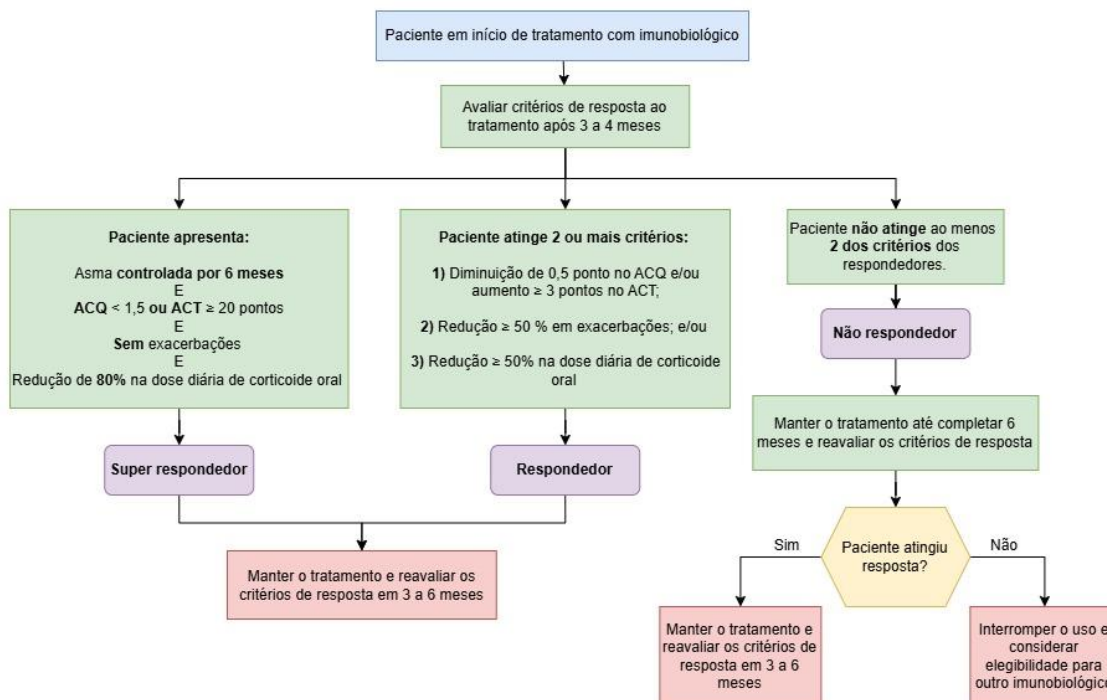 Paciente em início de tratamento com imunobiológico
Avaliar critérios de resposta ao
tratamento após 3 a 4 meses
Paciente apresenta:
Asma controlada por 6 meses
E
ACQ < 1,5 ou ACT ≥ 20 pontos
E
Sem exacerbações
E
Redução de 80% na dose diária de corticoide oral
Super respondedor
Paciente atinge 2 ou mais critérios:
1) Diminuição de 0,5 ponto no ACQ e/ou
aumento ≥ 3 pontos no ACT;
2) Redução ≥ 50 % em exacerbações; e/ou
3) Redução ≥ 50% na dose diária de corticoide
oral
Respondedor
Manter o tratamento e reavaliar os
critérios de resposta em 3 a 6 meses
Paciente não atinge ao menos
2 dos critérios dos
respondedores.
Não respondedor
Manter o tratamento até completar 6
meses e reavaliar os critérios de resposta
Paciente atingiu
resposta?
Sim
Não
Manter o tratamento e
reavaliar os critérios de
resposta em 3 a 6
meses
Interromper o uso e
considerar
elegibilidade para
outro imunobiológico